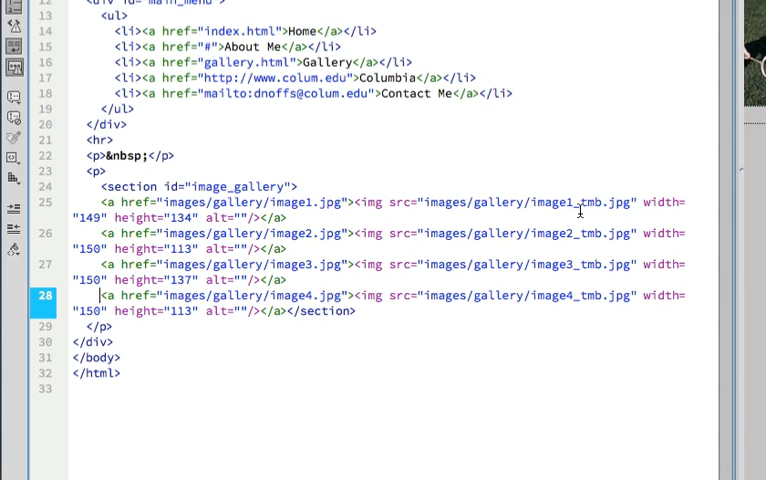 12 <div id="main_menu">
13 <ul>
14 <li><a href="index.html">Home</a></li>
15 <li><a href="#">About Me</a></li>
16 <li><a href="gallery.html">Gallery</a></li>
17 <li><a href="http://www.colum.edu">Columbia</a></li>
18 <li><a href="mailto:dnoffs@colum.edu">Contact Me</a></li>
19 </ul>
20 </div>
21 <hr>
22 <p>&nbsp;</p>
23 <p>
24 <section id="image_gallery">
25 <a href="images/gallery/image1.jpg"><img src="images/gallery/image1_tmb.jpg" width=
"149" height="134" alt=""/></a>
26 <a href="images/gallery/image2.jpg"><img src="images/gallery/image2_tmb.jpg" width=
"150" height="113" alt=""/></a>
27 <a href="images/gallery/image3.jpg"><img src="images/gallery/image3_tmb.jpg" width=
"150" height="137" alt=""/></a>
28 <a href="images/gallery/image4.jpg"><img src="images/gallery/image4_tmb.jpg" width=
"150" height="113" alt=""/></a></section>
29 </p>
30 </div>
31 </body>
32 </html>
33